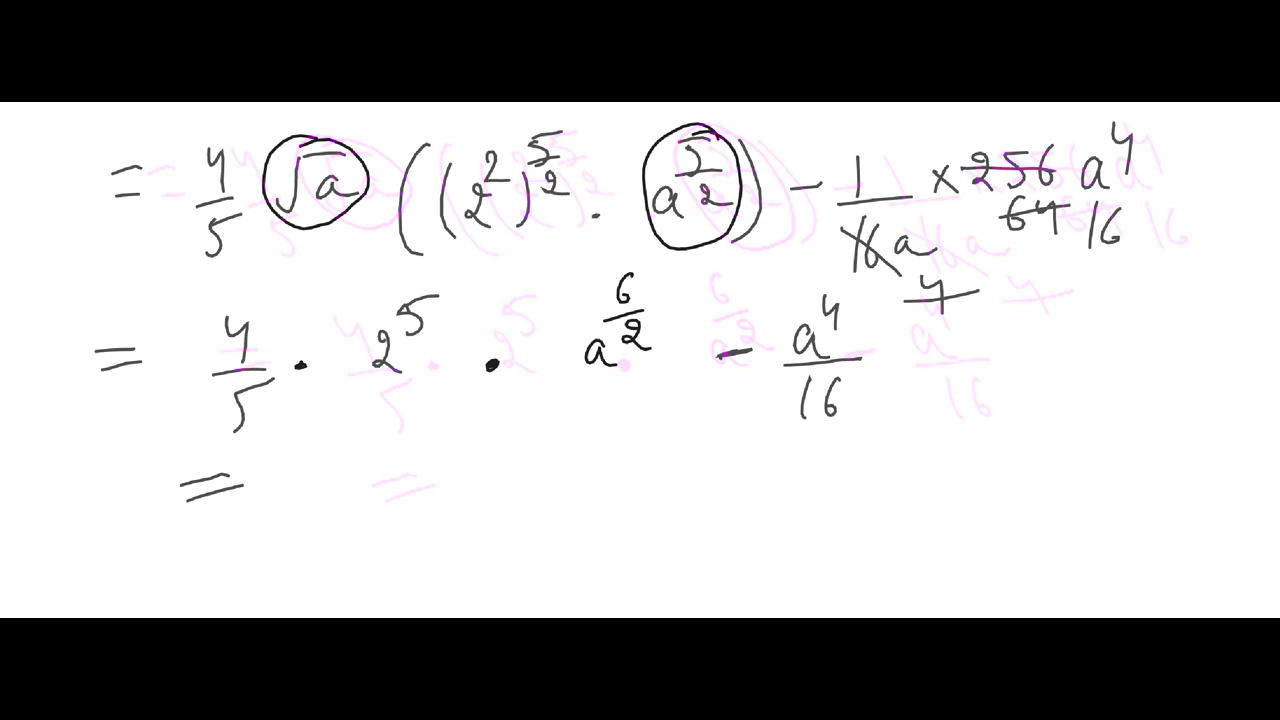 = 4/5 √a ((2^2)^(5/2) . a^(5/2)) - 1/(16a) × 256 a^4
64 16
4
= 4/5 . 2^5 . a^(6/2) - a^4/16
=